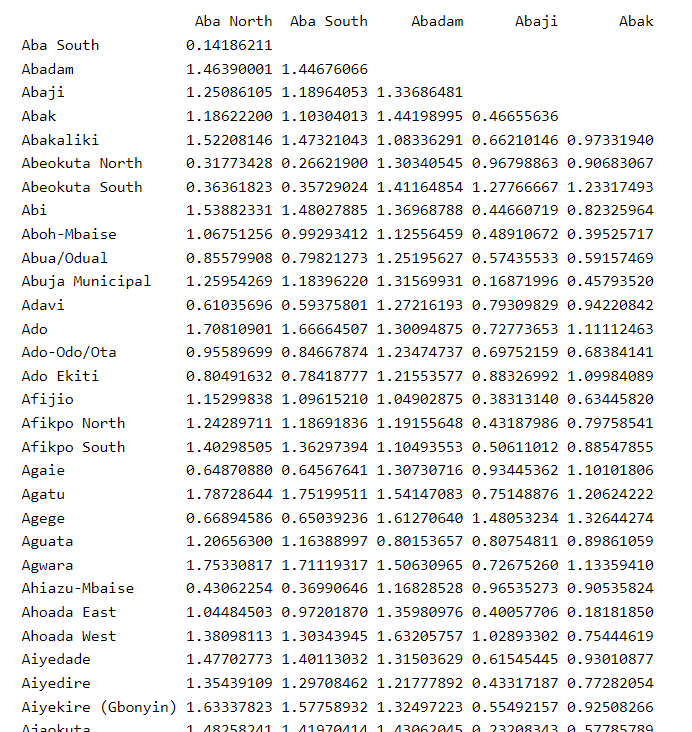 Aba North Aba South Abadam Abaji Abak
Aba South 0.14186211
Abadam 1.46390001 1.44676066
Abaji 1.25086105 1.18964053 1.33686481
Abak 1.18622200 1.10304013 1.44198995 0.46655636
Abakaliki 1.52208146 1.47321043 1.08336291 0.66210146 0.97331940
Abeokuta North 0.31773428 0.26621900 1.30340545 0.96798863 0.90683067
Abeokuta South 0.36361823 0.35729024 1.41164854 1.27766667 1.23317493
Abi 1.53882331 1.48027885 1.36968788 0.44660719 0.82325964
Aboh-Mbaise 1.06751256 0.99293412 1.12556459 0.48910672 0.39525717
Abua/Odual 0.85579908 0.79821273 1.25195627 0.57435533 0.59157469
Abuja Municipal 1.25954269 1.18396220 1.31569931 0.16871996 0.45793520
Adavi 0.61035696 0.59375801 1.27216193 0.79309829 0.94220842
Ado 1.70810901 1.66664507 1.30094875 0.72773653 1.11112463
Ado-Odo/Ota 0.95589699 0.84667874 1.23474737 0.69752159 0.68384141
Ado Ekiti 0.80491632 0.78418777 1.21553577 0.88326992 1.09984089
Afijio 1.15299838 1.09615210 1.04902875 0.38313140 0.63445820
Afikpo North 1.24289711 1.18691836 1.19155648 0.43187986 0.79758541
Afikpo South 1.40298505 1.36297394 1.10493553 0.50611012 0.88547855
Agaie 0.64870880 0.64567641 1.30730716 0.93445362 1.10101806
Agatu 1.78728644 1.75199511 1.54147083 0.75148876 1.20624222
Agege 0.66894586 0.65039236 1.61270640 1.48053234 1.32644274
Aguata 1.20656300 1.16388997 0.80153657 0.80754811 0.89861059
Agwara 1.75330817 1.71119317 1.50630965 0.72675260 1.13359410
Ahiazu-Mbaise 0.43062254 0.36990646 1.16828528 0.96535273 0.90535824
Ahoada East 1.04484503 0.97201870 1.35980976 0.40057706 0.18181850
Ahoada West 1.38098113 1.30343945 1.63205757 1.02893302 0.75444619
Aiyedade 1.47702773 1.40113032 1.31503629 0.61545445 0.93010877
Aiyedire 1.35439109 1.29708462 1.21777892 0.43317187 0.77282054
Aiyekire (Gbonyin) 1.63337823 1.57758932 1.32497223 0.55492157 0.92508266
Ajaokuta 1.48258241 1.41970414 1.43062045 0.23208343 0.57785789